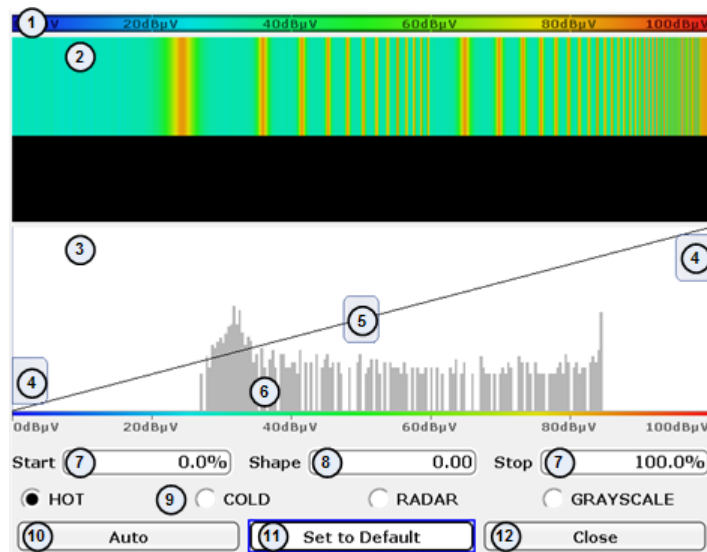 1 20dBµV 40dBµV 60dBµV 80dBµV 100dBµV
2
3
4
5
4
6
0dBµV 20dBµV 40dBµV 60dBµV 80dBµV 100dBµV
Start 7 0.0% Shape 8 0.00 Stop 7 100.0%
HOT 9 COLD RADAR GRAYSCALE
10 Auto 11 Set to Default 12 Close